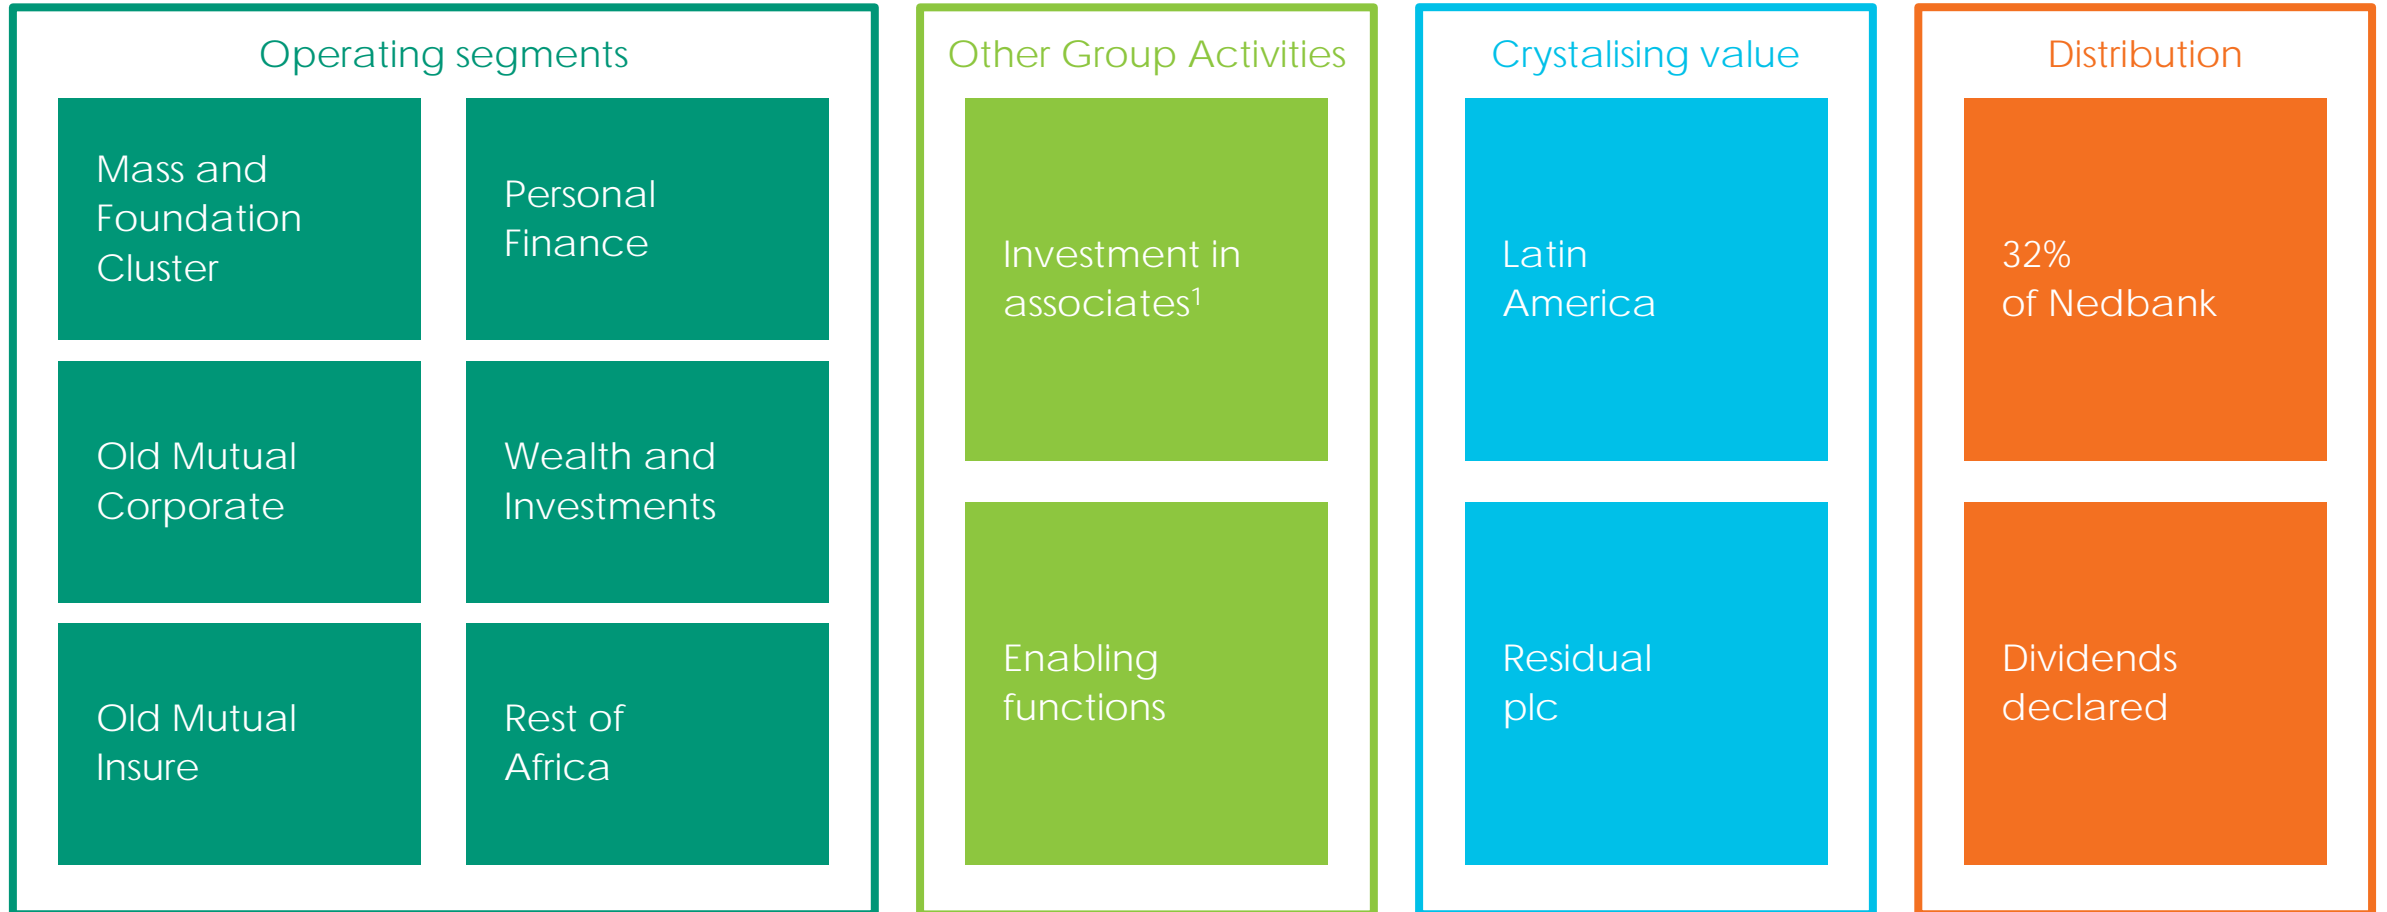 Operating segments
Mass and
Foundation
Cluster
Personal
Finance
Old Mutual
Corporate
Wealth and
Investments
Old Mutual
Insure
Rest of
Africa
Other Group Activities
Investment in
associates¹
Enabling
functions
Crystalising value
Latin
America
Residual
plc
Distribution
32%
of Nedbank
Dividends
declared